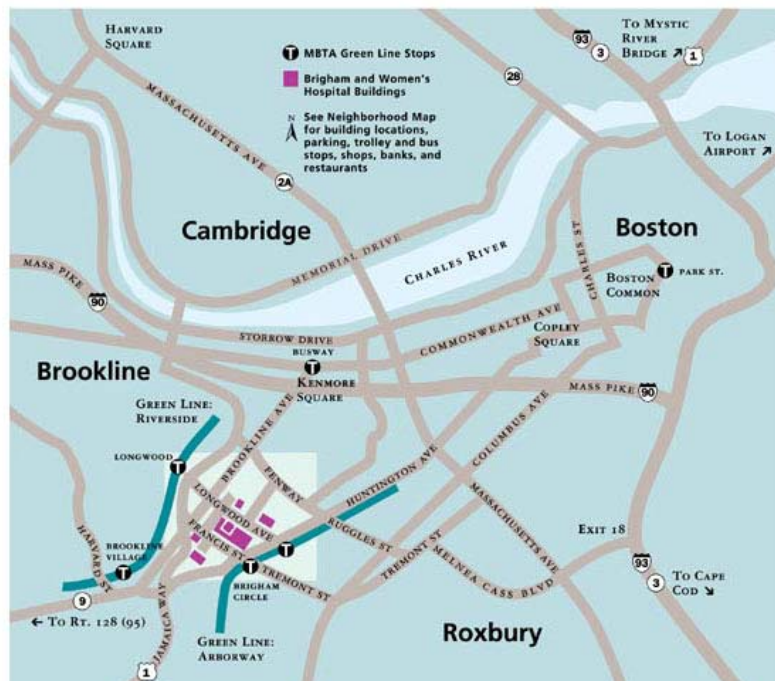 HARVARD
SQUARE
MASSACHUSETTS AVE
2A
T MBTA Green Line Stops
Brigham and Women's
Hospital Buildings
N
See Neighborhood Map
for building locations,
parking, trolley and bus
stops, shops, banks, and
restaurants
28
93
3
To Mystic
River
Bridge ↗
1
To Logan
Airport ↗
Cambridge
MEMORIAL DRIVE
CHARLES RIVER
Boston
CHARLES ST
BOSTON
COMMON
T PARK ST.
MASS PIKE
90
STORROW DRIVE
BUSWAY
T
KENMORE
SQUARE
COMMONWEALTH AVE
COPLEY
SQUARE
MASS PIKE
90
Brookline
GREEN LINE:
RIVERSIDE
LONGWOOD
T
BROOKLINE AVE
FENWAY
LONGWOOD AVE
FRANCIS ST
HUNTINGTON AVE
COLUMBUS AVE
MASSACHUSETTS AVE
RUGGLES ST
TREMONT ST
MELNEA CASS BLVD
EXIT 18
93
3
To Cape
Cod ↘
HARVARD ST
BROOKLINE
VILLAGE
T
T
T
BRIGHAM
CIRCLE
TREMONT ST
9
← To Rt. 128 (95)
JAMAICA WAY
1
GREEN LINE:
ARBORWAY
Roxbury